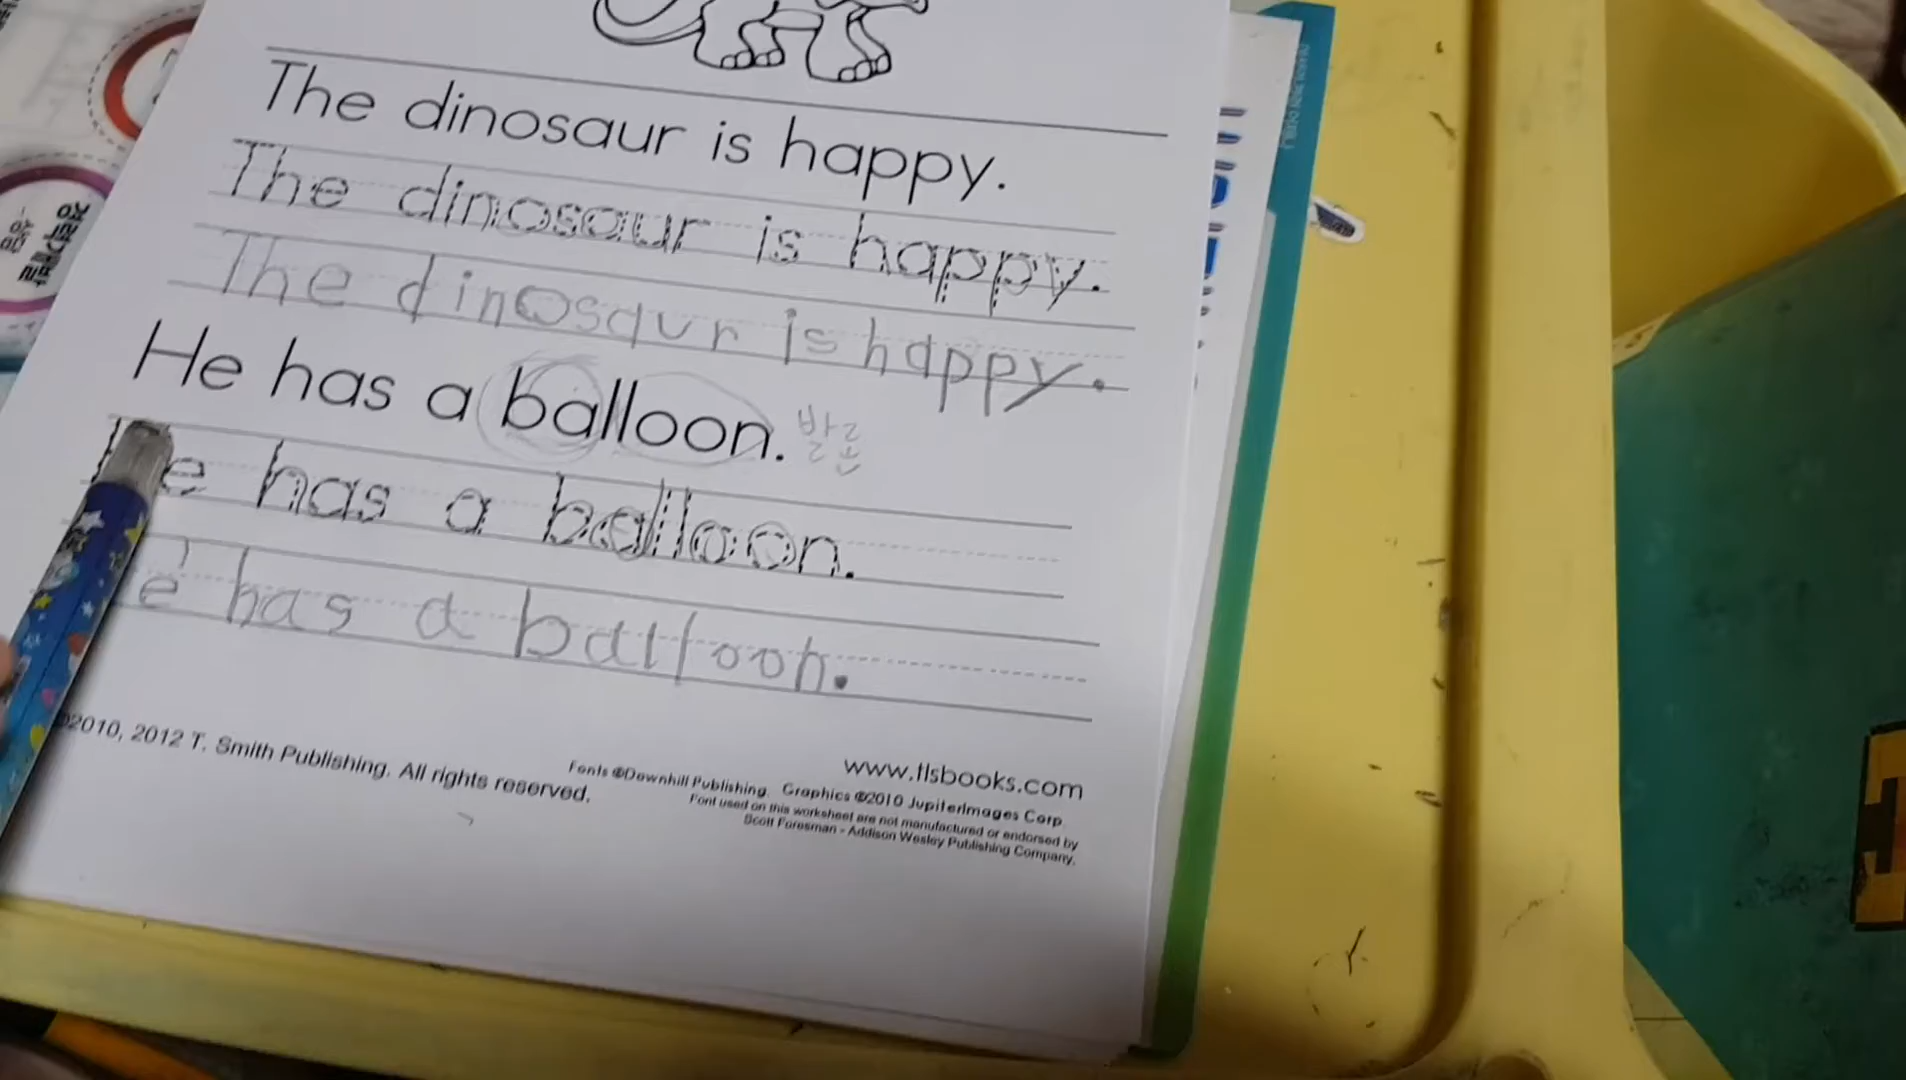 The dinosaur is happy.
The dinosaur is happy.
The dinosaur is happy.
He has a balloon.
발룬
He has a balloon.
e has a balloon.
©2010, 2012 T. Smith Publishing. All rights reserved.
www.tlsbooks.com
Fonts ©Downhill Publishing. Graphics ©2010 JupiterImages Corp.
Font used on this worksheet are not manufactured or endorsed by
Scott Foresman - Addison Wesley Publishing Company.